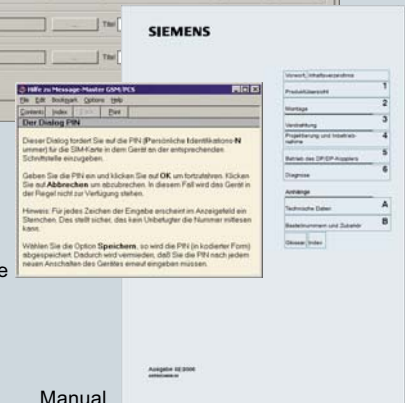 Titel
Titel
SIEMENS
Hilfe zu Message-Master GSM/PCS
File Edit Bookmark Options Help
Contents Index Back Print
Der Dialog PIN
Dieser Dialog fordert Sie auf die PIN (Persönliche Identifikations-N
ummer) für die SIM-Karte in dem Gerät an der entsprechenden
Schnittstelle einzugeben.
Geben Sie die PIN ein und klicken Sie auf OK um fortzufahren. Klicken
Sie auf Abbrechen um abzubrechen. In diesem Fall wird das Gerät in
der Regel nicht zur Verfügung stehen.
Hinweis: Für jedes Zeichen der Eingabe erscheint im Anzeigefeld ein
Sternchen. Dies stellt sicher, das kein Unbefugter die Nummer mitlesen
kann.
Wählen Sie die Option Speichern, so wird die PIN (in kodierter Form)
abgespeichert. Dadurch wird vermieden, daß Sie die PIN nach jedem
neuen Anschalten des Gerätes erneut eingeben müssen.
Vorwort, Inhaltsverzeichnis
Produktübersicht 1
Montage 2
Verdrahtung 3
Projektierung und Inbetrieb-
nahme 4
Betrieb des DP/DP-Kopplers 5
Diagnose 6
Anhänge
Technische Daten A
Bestellnummern und Zubehör B
Glossar, Index
e
Ausgabe 02/2006
Manual